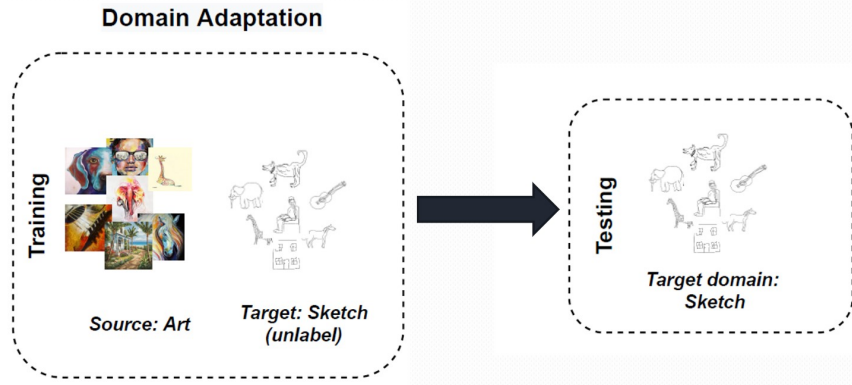 Domain Adaptation
Training
Source: Art
Target: Sketch
(unlabel)
Testing
Target domain:
Sketch